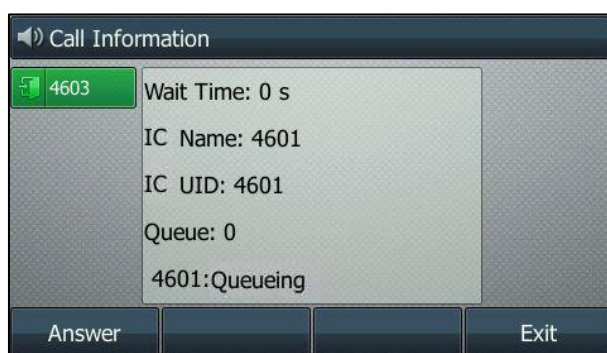 Call Information
4603
Wait Time: 0 s
IC Name: 4601
IC UID: 4601
Queue: 0
4601:Queueing
Answer
Exit